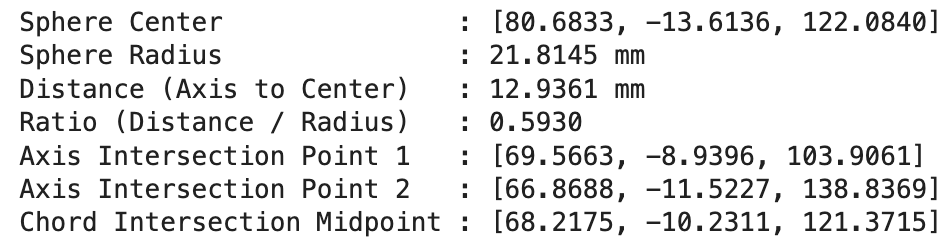 Sphere Center                : [80.6833, -13.6136, 122.0840]
Sphere Radius                : 21.8145 mm
Distance (Axis to Center)    : 12.9361 mm
Ratio (Distance / Radius)    : 0.5930
Axis Intersection Point 1    : [69.5663, -8.9396, 103.9061]
Axis Intersection Point 2    : [66.8688, -11.5227, 138.8369]
Chord Intersection Midpoint : [68.2175, -10.2311, 121.3715]